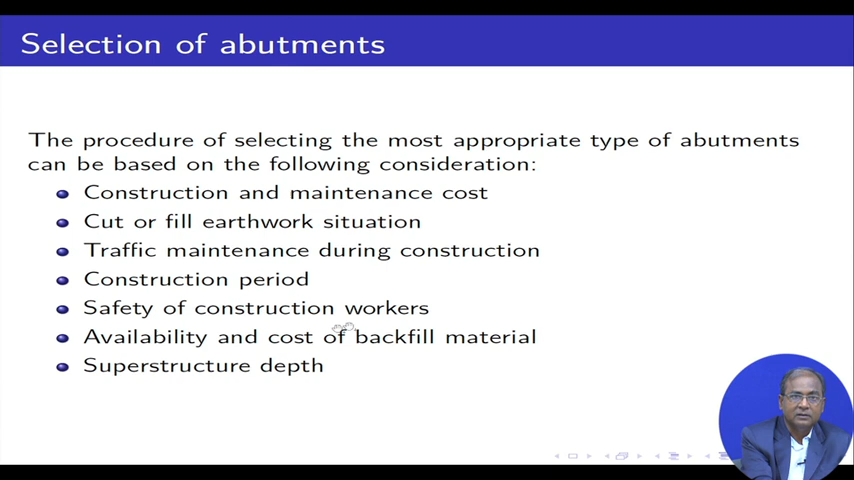 Selection of abutments
The procedure of selecting the most appropriate type of abutments
can be based on the following consideration:
Construction and maintenance cost
Cut or fill earthwork situation
Traffic maintenance during construction
Construction period
Safety of construction workers
Availability and cost of backfill material
Superstructure depth